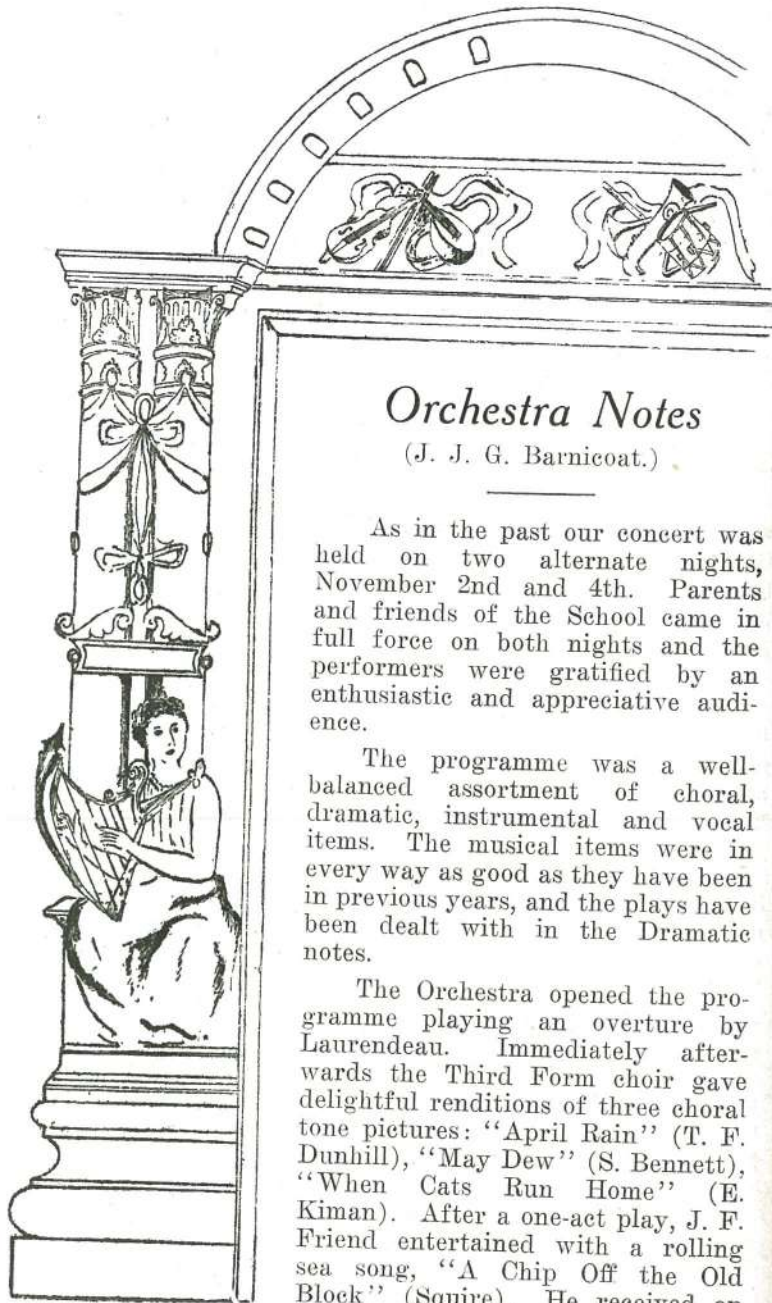 Orchestra Notes
(J. J. G. Barnicoat.)
As in the past our concert was
held on two alternate nights,
November 2nd and 4th. Parents
and friends of the School came in
full force on both nights and the
performers were gratified by an
enthusiastic and appreciative audi-
ence.
The programme was a well-
balanced assortment of choral,
dramatic, instrumental and vocal
items. The musical items were in
every way as good as they have been
in previous years, and the plays have
been dealt with in the Dramatic
notes.
The Orchestra opened the pro-
gramme playing an overture by
Laurendeau. Immediately after-
wards the Third Form choir gave
delightful renditions of three choral
tone pictures: "April Rain" (T. F.
Dunhill), "May Dew" (S. Bennett),
"When Cats Run Home" (E.
Kiman). After a one-act play, J. F.
Friend entertained with a rolling
sea song, "A Chip Off the Old
Block" (Squire). He received an